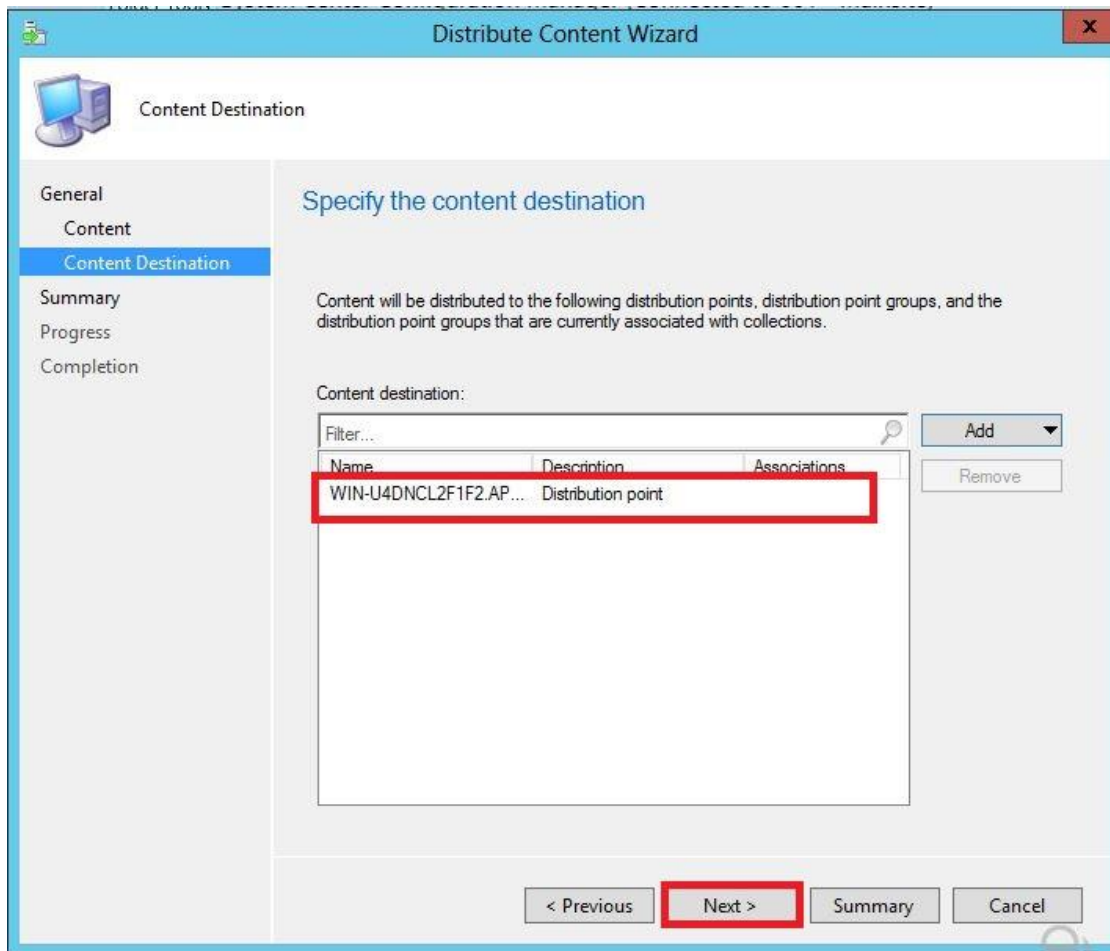 Distribute Content Wizard
x
Content Destination
General
Content
Content Destination
Summary
Progress
Completion
Specify the content destination
Content will be distributed to the following distribution points, distribution point groups, and the
distribution point groups that are currently associated with collections.
Content destination:
Filter...
Add
Name Description Associations
Remove
WIN-U4DNCL2F1F2.AP... Distribution point
< Previous Next > Summary Cancel